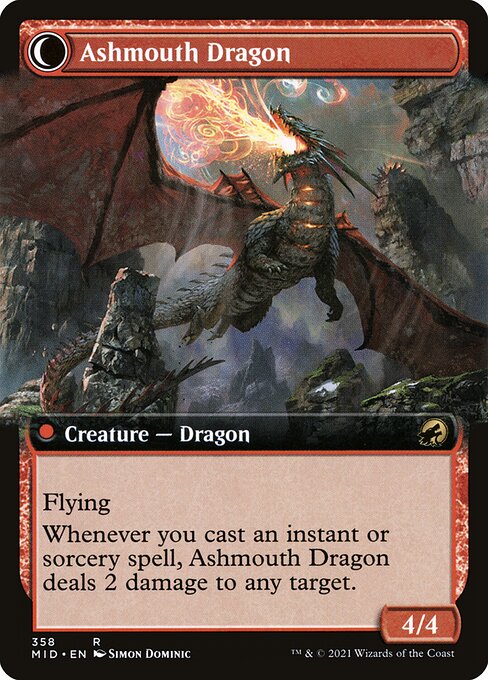 Ashmouth Dragon
Creature — Dragon
Flying
Whenever you cast an instant or
sorcery spell, Ashmouth Dragon
deals 2 damage to any target.
4/4
358 R
MID • EN Simon Dominic
™ & © 2021 Wizards of the Coast